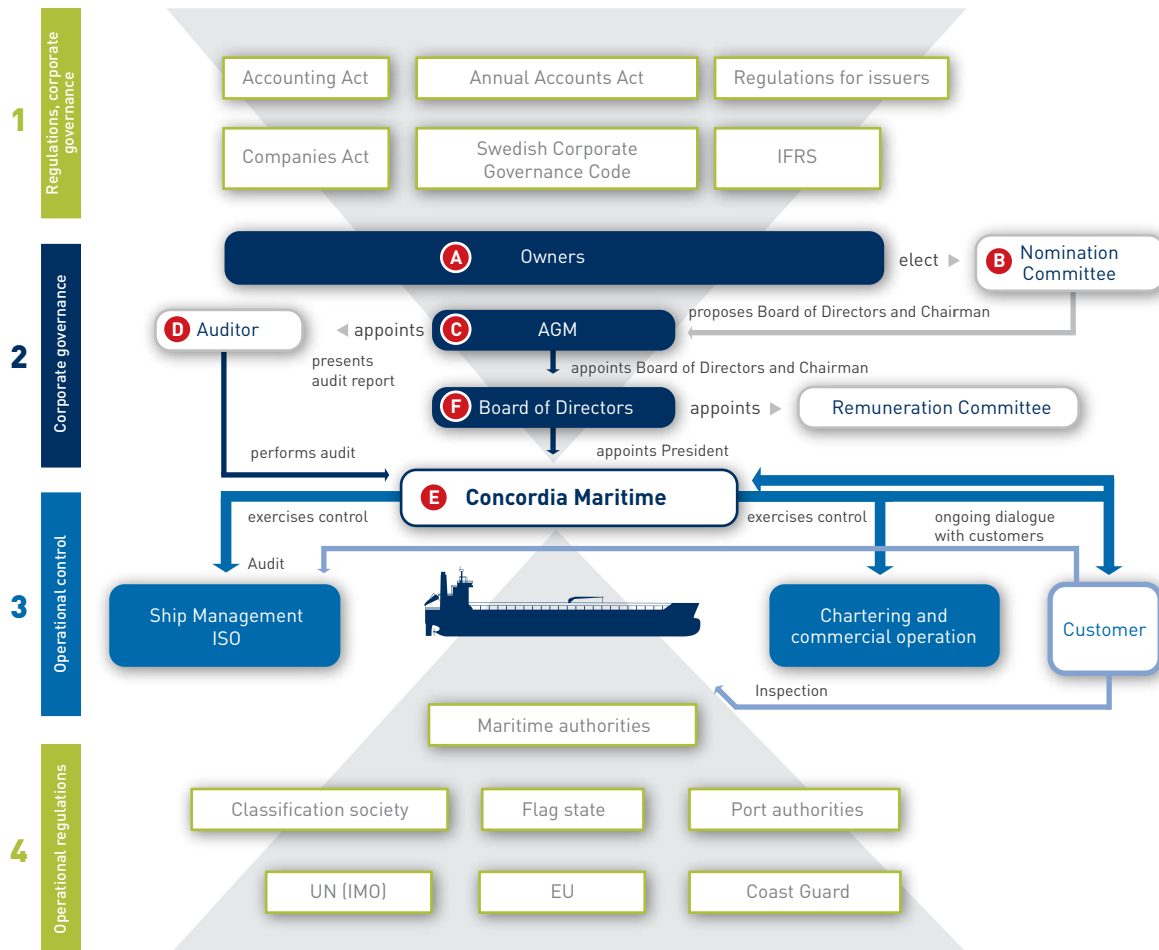 1
Regulations, corporate
governance
Accounting Act
Annual Accounts Act
Regulations for issuers
Companies Act
Swedish Corporate
Governance Code
IFRS
2
Corporate governance
A
Owners
elect
B
Nomination
Committee
proposes Board of Directors and Chairman
D
Auditor
appoints
C
AGM
presents
audit report
appoints Board of Directors and Chairman
F
Board of Directors
appoints
Remuneration Committee
performs audit
appoints President
3
Operational control
E
Concordia Maritime
exercises control
exercises control
ongoing dialogue
with customers
Audit
Ship Management
ISO
Chartering and
commercial operation
Customer
Inspection
4
Operational regulations
Maritime authorities
Classification society
Flag state
Port authorities
UN (IMO)
EU
Coast Guard